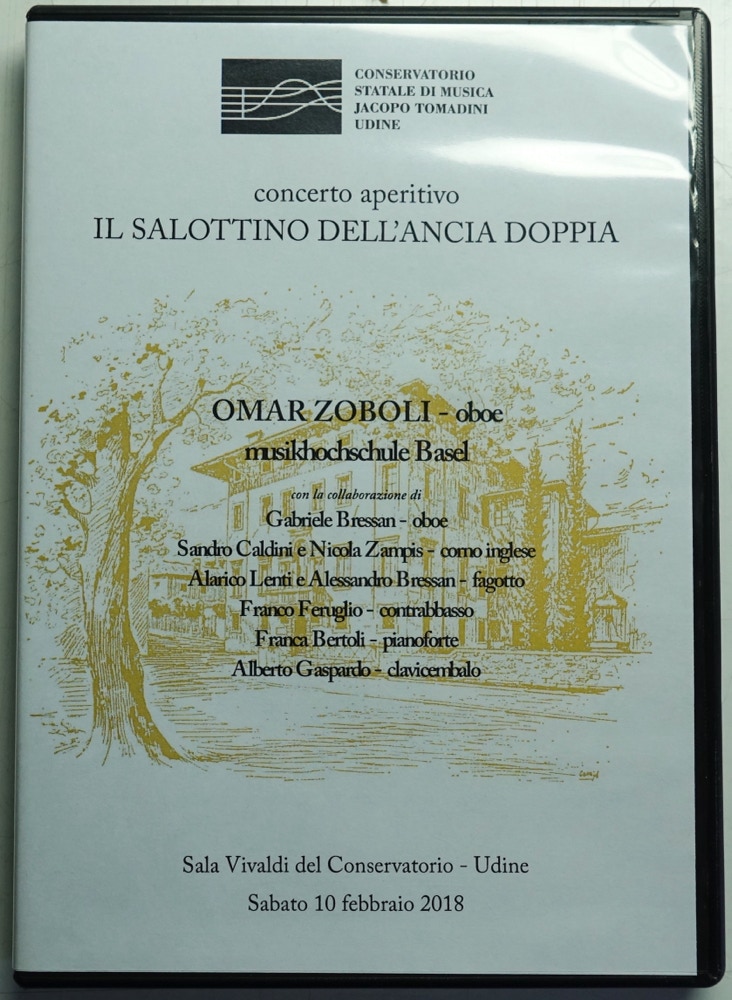 CONSERVATORIO
STATALE DI MUSICA
JACOPO TOMADINI
UDINE
concerto aperitivo
IL SALOTTINO DELL'ANCIA DOPPIA
OMAR ZOBOLI - oboe
musikhochschule Basel
con la collaborazione di
Gabriele Bressan - oboe
Sandro Caldini e Nicola Zampis - corno inglese
Alarico Lenti e Alessandro Bressan - fagotto
Franco Feruglio - contrabbasso
Franca Bertoli - pianoforte
Alberto Gaspardo - clavicembalo
Sala Vivaldi del Conservatorio - Udine
Sabato 10 febbraio 2018